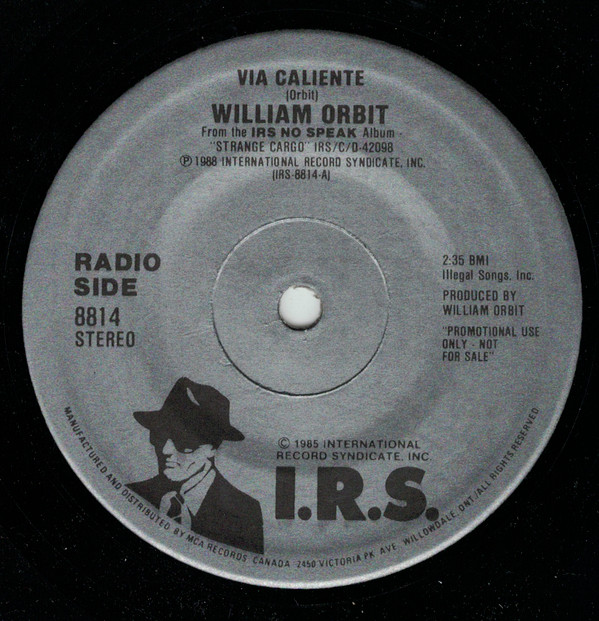 VIA CALIENTE
(Orbit)
WILLIAM ORBIT
From the IRS NO SPEAK Album -
"STRANGE CARGO" IRS/C/D-42098
Ⓟ 1988 INTERNATIONAL RECORD SYNDICATE, INC.
(IRS-8814-A)
RADIO
SIDE
8814
STEREO
2:35 BMI
Illegal Songs, Inc.
PRODUCED BY
WILLIAM ORBIT
"PROMOTIONAL USE
ONLY - NOT
FOR SALE"
© 1985 INTERNATIONAL
RECORD SYNDICATE, INC.
I.R.S.
MANUFACTURED AND DISTRIBUTED BY MCA RECORDS CANADA 2450 VICTORIA PK. AVE. WILLOWDALE, ONT./ALL RIGHTS RESERVED